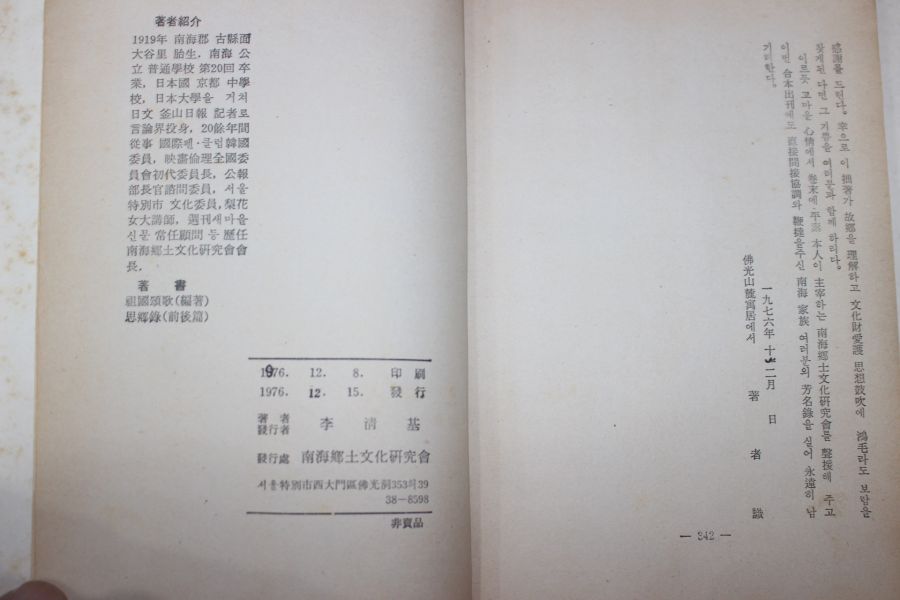 著者紹介
1919年 南海郡 古縣面
大谷里 胎生. 南海 公
立 普通學校 第20回 卒
業, 日本國 京都 中學
校, 日本大學을 거쳐
日文 釜山日報 記者로
言論界投身, 20餘年間
從事 國際펜·클럽韓國
委員, 映畫倫理全國委
員會初代委員長, 公報
部長官諮問委員, 서울
特別市 文化委員, 梨花
女大講師, 週刊새마을
신문 常任顧問 등 歷任
南海鄕土文化硏究會會
長.
著 書
祖國頌歌(編著)
思鄕錄(前後篇)
1976. 12. 8. 印刷
1976. 12. 15. 發行
著者
發行者 李 清 基
發行處 南海鄕土文化硏究會
서울特別市西大門區佛光洞353의39
38—8598
非賣品
感謝를 드린다. 幸으로 이 拙著가 故鄕을 理解하고 文化財愛護 思想鼓吹에 鴻毛라도 보람을
찾게된 다면 그 기쁨을 여러분과 함께 하리다.
이르듯 고마운 心情에서 卷末에 平素 本人이 主宰하는 南海鄕土文化硏究會를 聲援해 주고
이번 合本出刊에도 直接間接協調와 鞭撻을주신 南海 家族 여러분의 芳名錄을 실어 永遠히 남
기려한다.
一九七六年 十二月 日
佛光山麓寓居에서
著 者 識
— 342 —